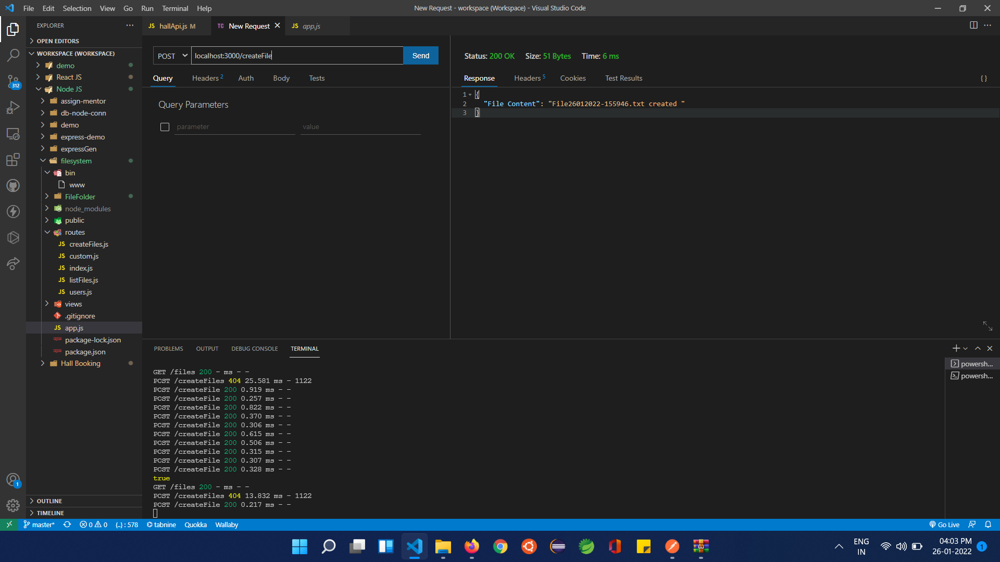 File Edit Selection View Go Run Terminal Help
New Request - workspace (Workspace) - Visual Studio Code
EXPLORER
OPEN EDITORS
WORKSPACE (WORKSPACE)
demo
React JS
Node JS
assign-mentor
db-node-conn
demo
express-demo
expressGen
filesystem
bin
www
FileFolder
node_modules
public
routes
JS createFiles.js
JS custom.js
JS index.js
JS listFiles.js
JS users.js
views
.gitignore
JS app.js
package-lock.json
package.json
Hall Booking
OUTLINE
TIMELINE
312
1
JS hallApi.js M
TC New Request
JS app.js
POST localhost:3000/createFile Send
Query Headers 2 Auth Body Tests
Query Parameters
parameter value
Status: 200 OK Size: 51 Bytes Time: 6 ms
Response Headers 5 Cookies Test Results { }
1 {
2 "File Content": "File26012022-155946.txt created "
3 }
PROBLEMS OUTPUT DEBUG CONSOLE TERMINAL
powersh...
powersh...
GET /files 200 - ms - -
POST /createFiles 404 25.581 ms - 1122
POST /createFile 200 0.919 ms - -
POST /createFile 200 0.257 ms - -
POST /createFile 200 0.822 ms - -
POST /createFile 200 0.370 ms - -
POST /createFile 200 0.306 ms - -
POST /createFile 200 0.615 ms - -
POST /createFile 200 0.506 ms - -
POST /createFile 200 0.315 ms - -
POST /createFile 200 0.307 ms - -
POST /createFile 200 0.328 ms - -
true
GET /files 200 - ms - -
POST /createFiles 404 13.832 ms - 1122
POST /createFile 200 0.217 ms - -
master* 0 0 {..} : 578 tabnine Quokka Wallaby Go Live
ENG
IN
04:03 PM
26-01-2022
1